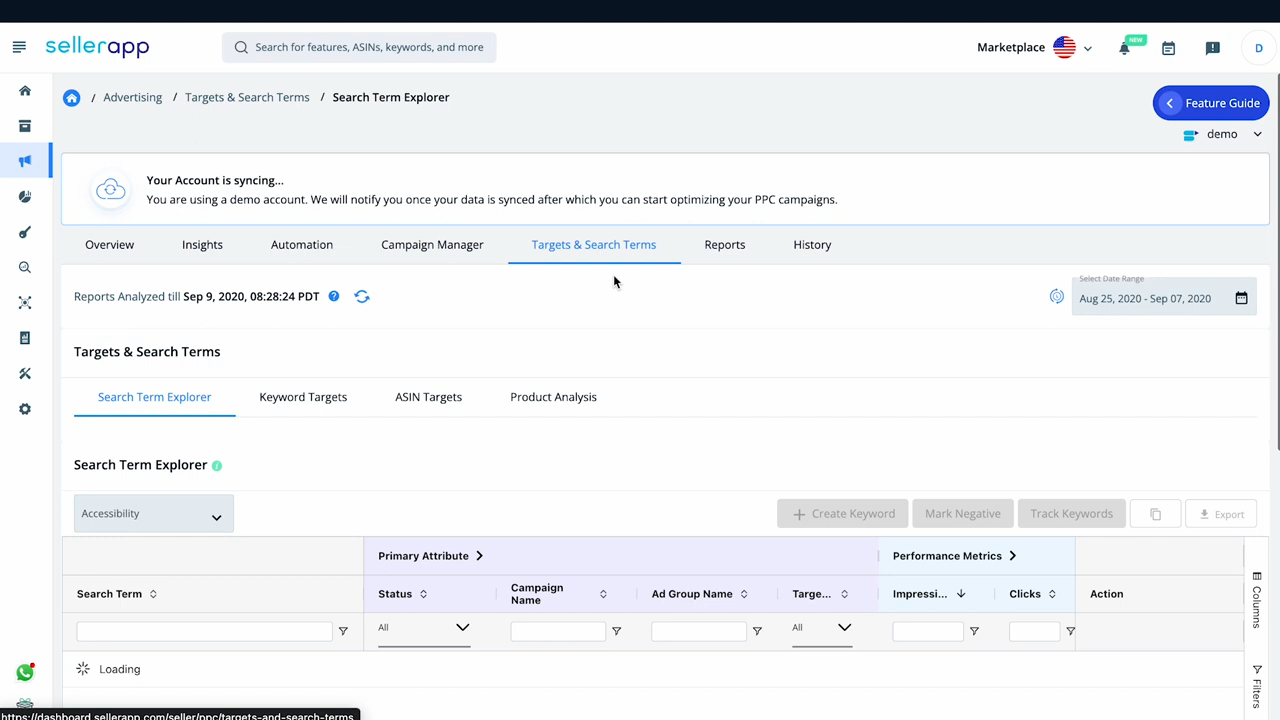 sellerapp
Search for features, ASINs, keywords, and more
Marketplace
NEW
D
/ Advertising / Targets & Search Terms / Search Term Explorer
Feature Guide
demo
Your Account is syncing...
You are using a demo account. We will notify you once your data is synced after which you can start optimizing your PPC campaigns.
Overview Insights Automation Campaign Manager Targets & Search Terms Reports History
Reports Analyzed till Sep 9, 2020, 08:28:24 PDT
Select Date Range
Aug 25, 2020 - Sep 07, 2020
Targets & Search Terms
Search Term Explorer Keyword Targets ASIN Targets Product Analysis
Search Term Explorer
Accessibility
Create Keyword Mark Negative Track Keywords Export
Primary Attribute Performance Metrics
Search Term Status Campaign Name Ad Group Name Targe... Impressi... Clicks Action
All All
Loading
Columns
Filters
https://dashboard.sellerapp.com/seller/ppc/targets-and-search-terms